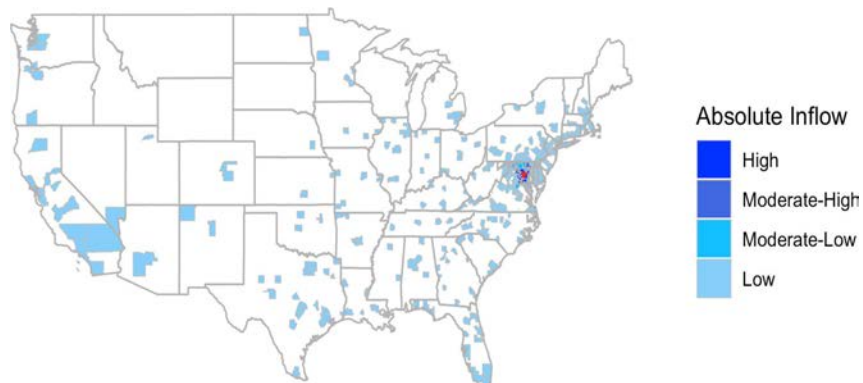 Absolute Inflow
High
Moderate-High
Moderate-Low
Low